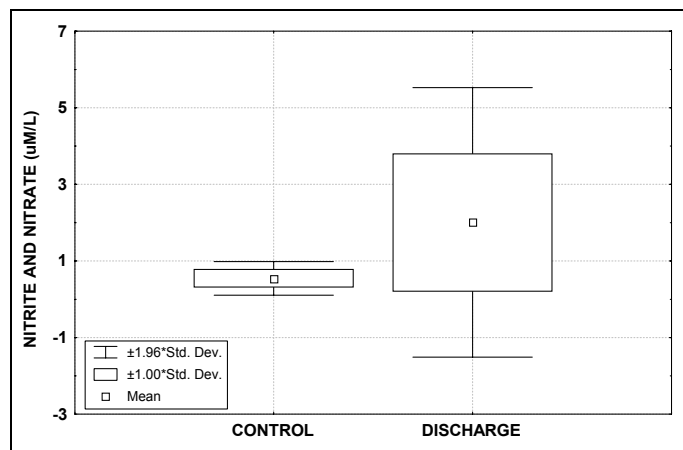 NITRITE AND NITRATE (uM/L)
7
5
3
1
-1
-3
±1.96*Std. Dev.
±1.00*Std. Dev.
Mean
CONTROL
DISCHARGE